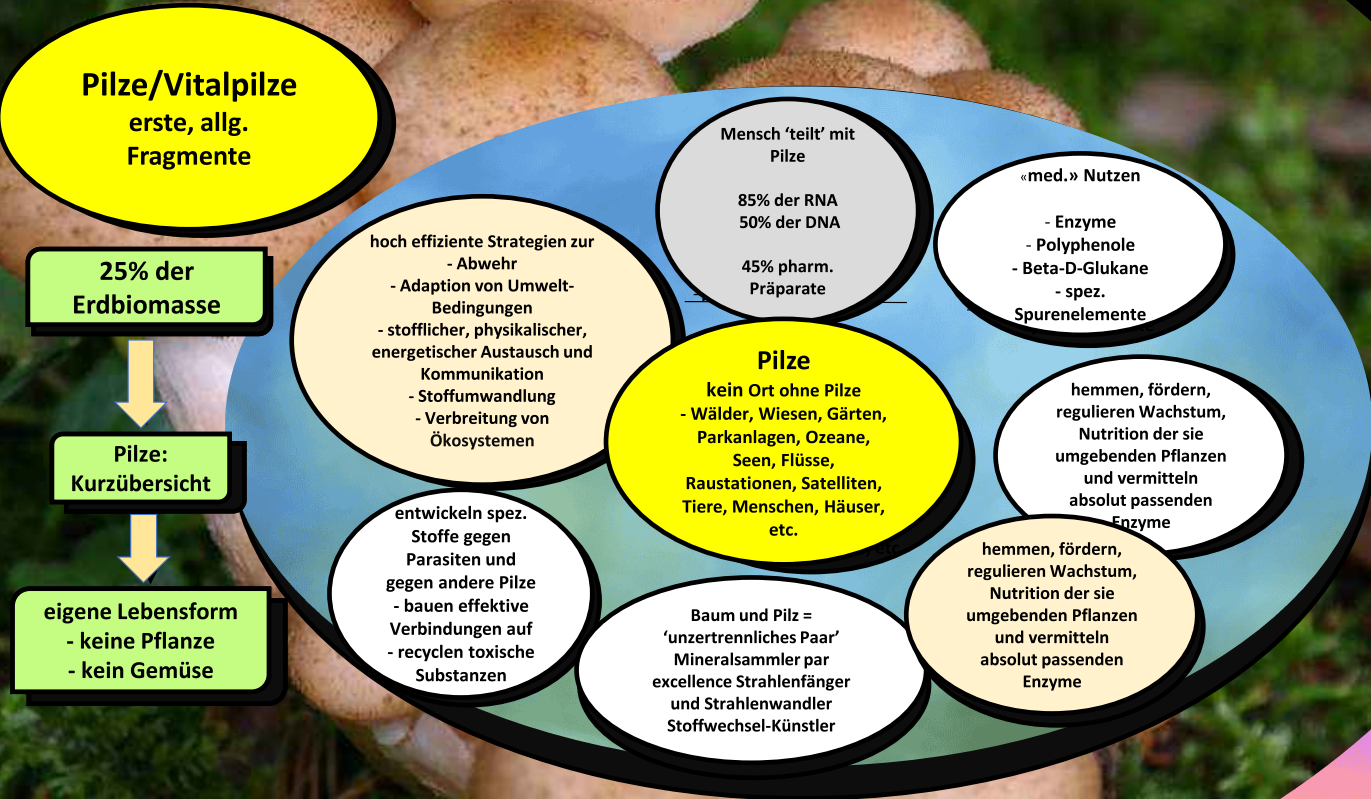 Pilze/Vitalpilze
erste, allg.
Fragmente
25% der
Erdbiomasse
Pilze:
Kurzübersicht
eigene Lebensform
- keine Pflanze
- kein Gemüse
hoch effiziente Strategien zur
- Abwehr
- Adaption von Umwelt-
Bedingungen
- stofflicher, physikalischer,
energetischer Austausch und
Kommunikation
- Stoffumwandlung
- Verbreitung von
Ökosystemen
Mensch ‘teilt’ mit
Pilze
85% der RNA
50% der DNA
45% pharm.
Präparate
«med.» Nutzen
- Enzyme
- Polyphenole
- Beta-D-Glukane
- spez.
Spurenelemente
Pilze
kein Ort ohne Pilze
- Wälder, Wiesen, Gärten,
Parkanlagen, Ozeane,
Seen, Flüsse,
Raustationen, Satelliten,
Tiere, Menschen, Häuser,
etc.
hemmen, fördern,
regulieren Wachstum,
Nutrition der sie
umgebenden Pflanzen
und vermitteln
absolut passenden
Enzyme
entwickeln spez.
Stoffe gegen
Parasiten und
gegen andere Pilze
- bauen effektive
Verbindungen auf
- recyclen toxische
Substanzen
Baum und Pilz =
‘unzertrennliches Paar’
Mineralsammler par
excellence Strahlenfänger
und Strahlenwandler
Stoffwechsel-Künstler
hemmen, fördern,
regulieren Wachstum,
Nutrition der sie
umgebenden Pflanzen
und vermitteln
absolut passenden
Enzyme